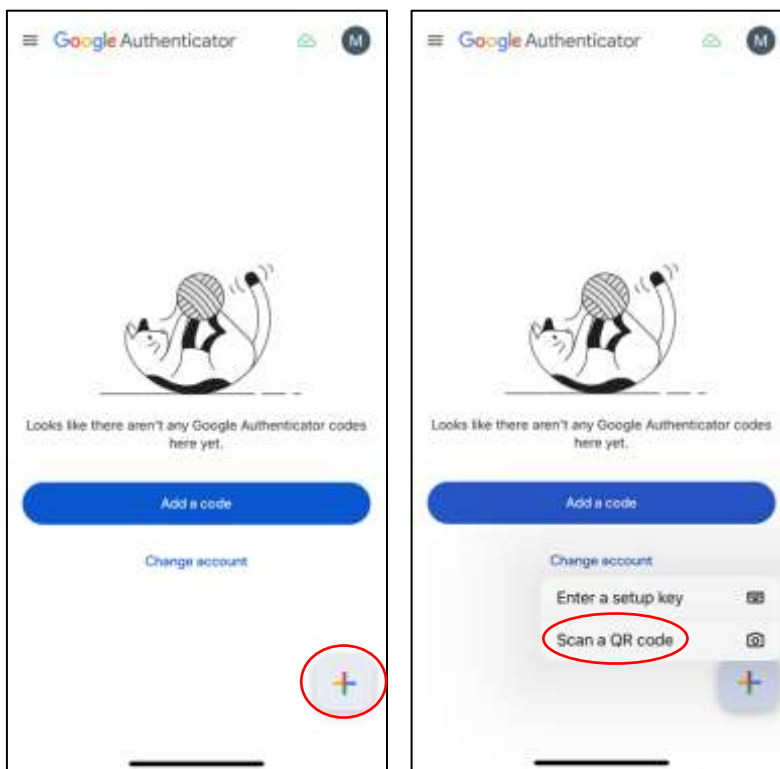 Google Authenticator
M
Looks like there aren't any Google Authenticator codes
here yet.
Add a code
Change account
Google Authenticator
M
Looks like there aren't any Google Authenticator codes
here yet.
Add a code
Change account
Enter a setup key
Scan a QR code